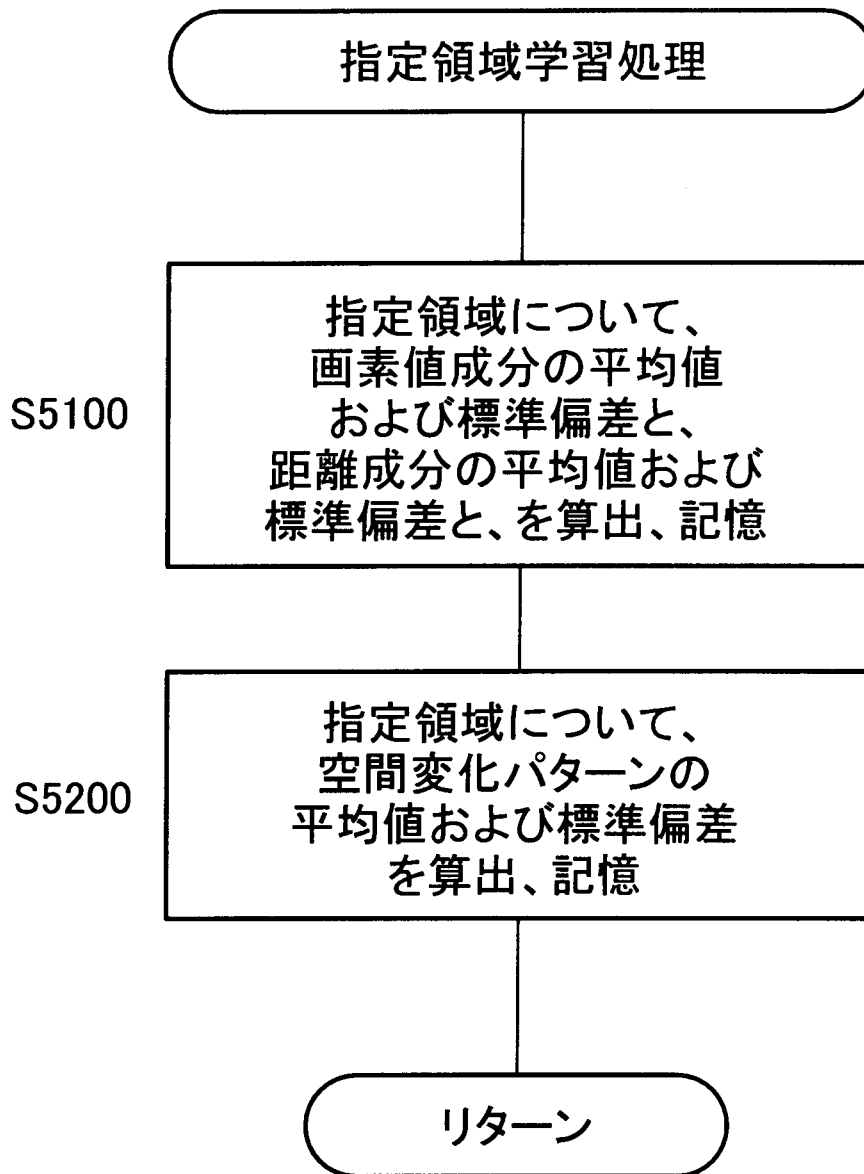 指定領域学習処理
S5100
指定領域について、
画素値成分の平均値
および標準偏差と、
距離成分の平均値および
標準偏差と、を算出、記憶
S5200
指定領域について、
空間変化パターンの
平均値および標準偏差
を算出、記憶
リターン